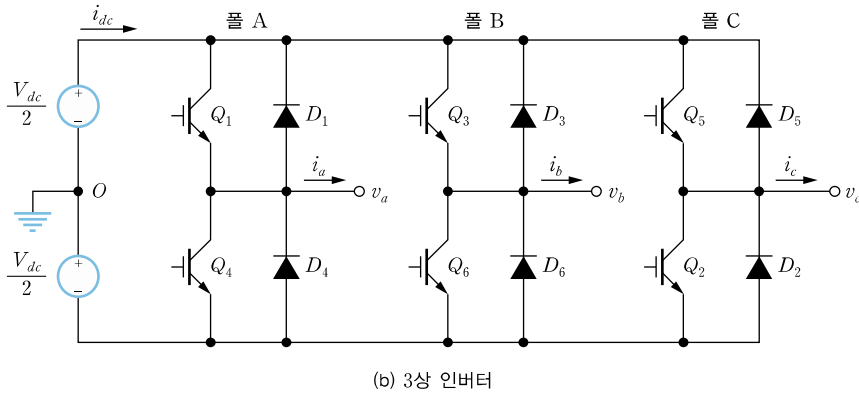 i_dc
폴 A
폴 B
폴 C
V_dc
2
+
−
Q_1
D_1
Q_3
D_3
Q_5
D_5
O
i_a
v_a
i_b
v_b
i_c
V_dc
2
+
−
Q_4
D_4
Q_6
D_6
Q_2
D_2
(b) 3상 인버터